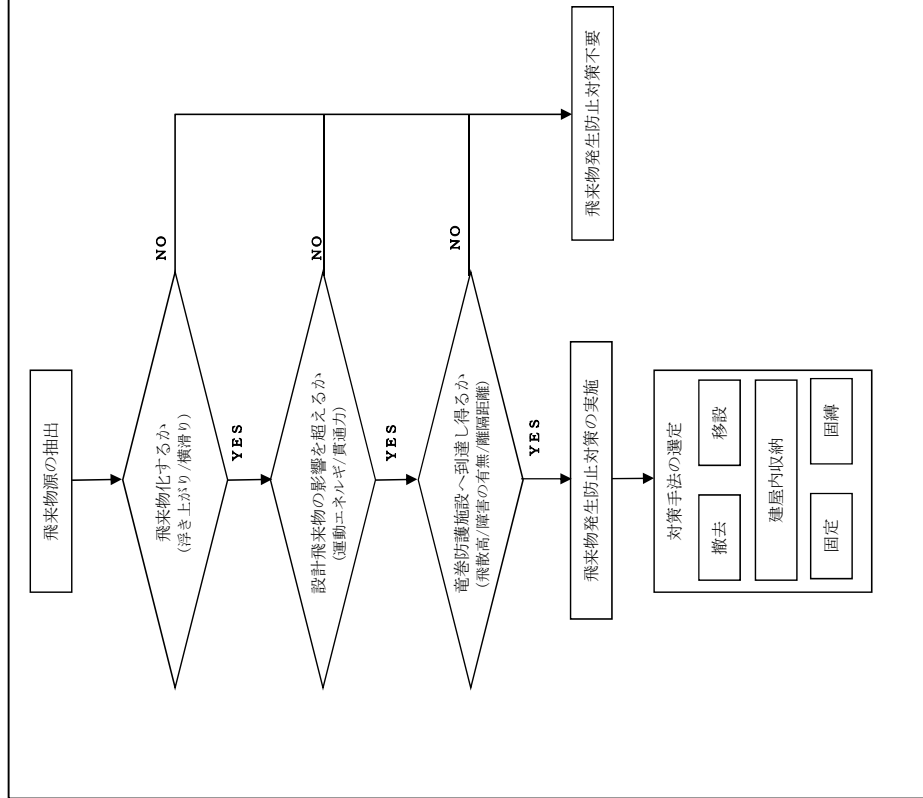 飛来物源の抽出
飛来物化するか
(浮き上がり/横滑り)
NO
YES
設計飛来物の影響を超えるか
(運動エネルギ/貫通力)
NO
YES
竜巻防護施設へ到達し得るか
(飛散高/障害の有無/離隔距離)
NO
YES
飛来物発生防止対策不要
飛来物発生防止対策の実施
対策手法の選定
撤去
移設
建屋内収納
固定
固縛